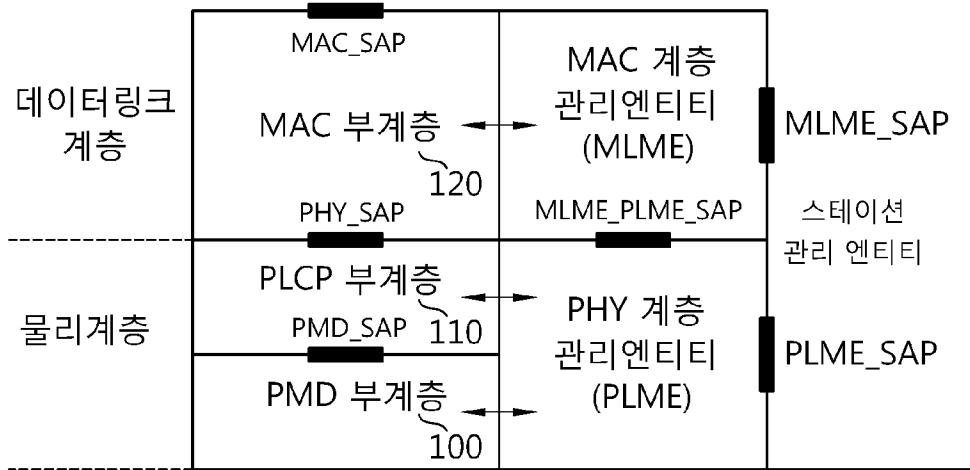 MAC_SAP
데이터링크
계층
MAC 부계층
120
MAC 계층
관리엔티티
(MLME)
MLME_SAP
PHY_SAP
MLME_PLME_SAP
스테이션
관리 엔티티
물리계층
PLCP 부계층
110
PMD_SAP
PMD 부계층
100
PHY 계층
관리엔티티
(PLME)
PLME_SAP